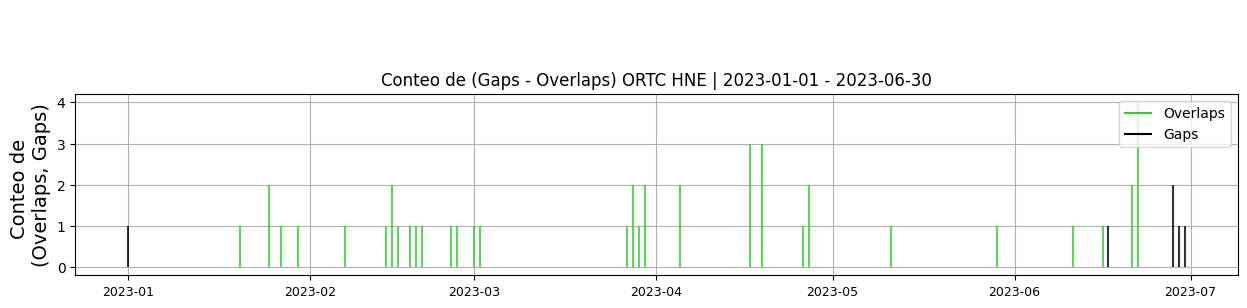 Conteo de (Gaps - Overlaps) ORTC HNE | 2023-01-01 - 2023-06-30
Conteo de
(Overlaps, Gaps)
4
3
2
1
0
Overlaps
Gaps
2023-01
2023-02
2023-03
2023-04
2023-05
2023-06
2023-07